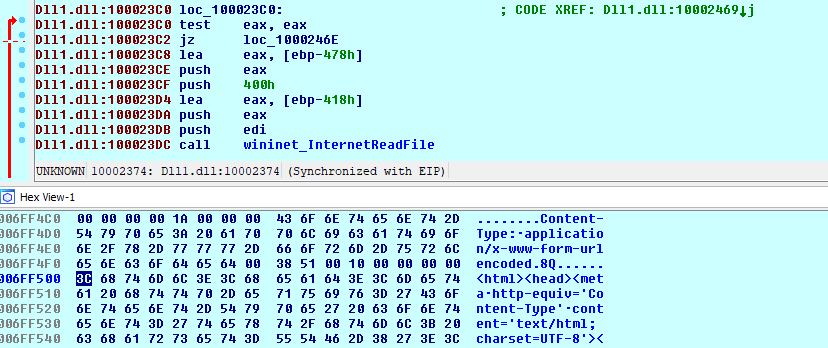 Dll1.dll:100023C0 loc_100023C0: ; CODE XREF: Dll1.dll:10002469↓j
Dll1.dll:100023C0 test eax, eax
Dll1.dll:100023C2 jz loc_1000246E
Dll1.dll:100023C8 lea eax, [ebp-478h]
Dll1.dll:100023CE push eax
Dll1.dll:100023CF push 400h
Dll1.dll:100023D4 lea eax, [ebp-418h]
Dll1.dll:100023DA push eax
Dll1.dll:100023DB push edi
Dll1.dll:100023DC call wininet_InternetReadFile
UNKNOWN 10002374: Dll1.dll:10002374 (Synchronized with EIP)
Hex View-1
006FF4C0 00 00 00 00 1A 00 00 00 43 6F 6E 74 65 6E 74 2D ........Content-
006FF4D0 54 79 70 65 3A 20 61 70 70 6C 69 63 61 74 69 6F Type:·applicatio
006FF4E0 6E 2F 78 2D 77 77 77 2D 66 6F 72 6D 2D 75 72 6C n/x-www-form-url
006FF4F0 65 6E 63 6F 64 65 64 00 38 51 00 10 00 00 00 00 encoded.8Q......
006FF500 3C 68 74 6D 6C 3E 3C 68 65 61 64 3E 3C 6D 65 74 <html><head><met
006FF510 61 20 68 74 74 70 2D 65 71 75 69 76 3D 27 43 6F a·http-equiv='Co
006FF520 6E 74 65 6E 74 2D 54 79 70 65 27 20 63 6F 6E 74 ntent-Type'·cont
006FF530 65 6E 74 3D 27 74 65 78 74 2F 68 74 6D 6C 3B 20 ent='text/html;
006FF540 63 68 61 72 73 65 74 3D 55 54 46 2D 38 27 3E 3C charset=UTF-8'><